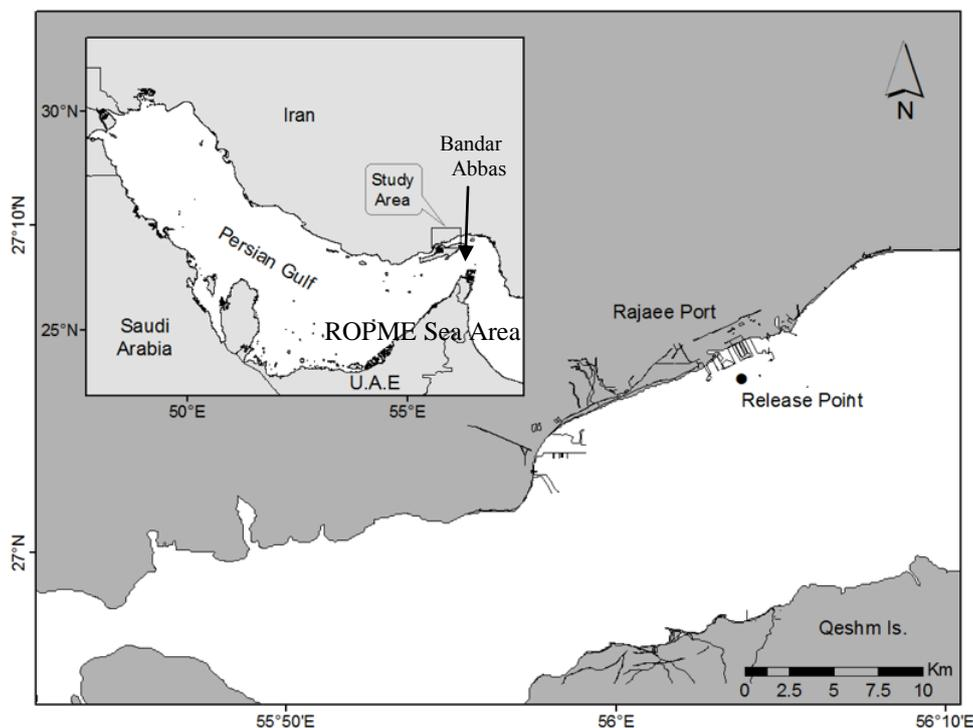 30°N
Iran
Bandar
Abbas
Study
Area
27°10'N
Persian Gulf
25°N
Saudi
Arabia
ROPME Sea Area
U.A.E
50°E
55°E
N
Rajaee Port
Release Point
27°N
Qeshm Is.
Km
0 2.5 5 7.5 10
55°50'E
56°E
56°10'E